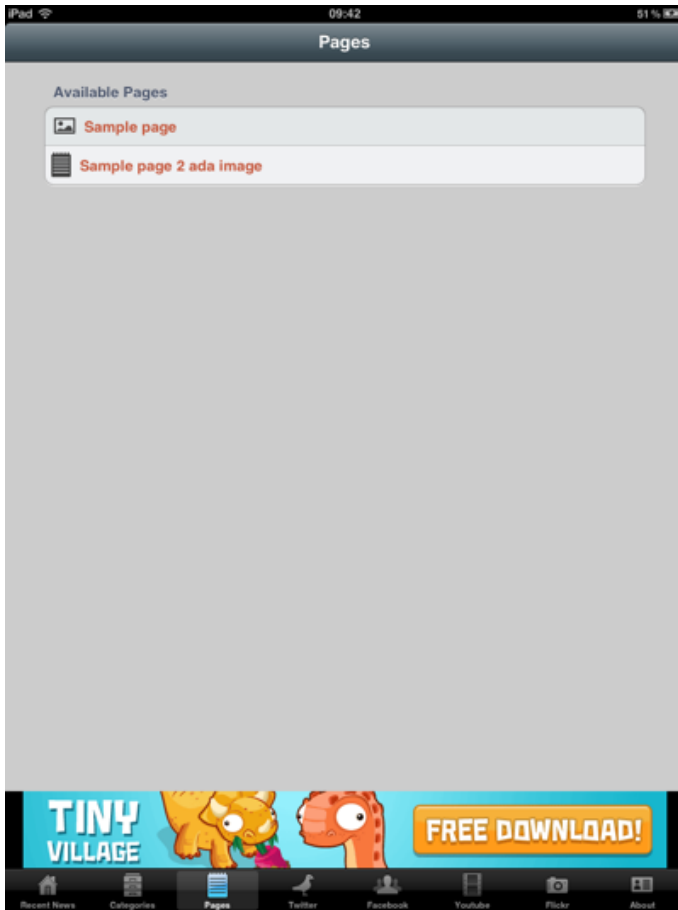 iPad 09:42 51 %
Pages
Available Pages
Sample page
Sample page 2 ada image
TINY
VILLAGE
FREE DOWNLOAD!
Recent News Categories Pages Twitter Facebook Youtube Flickr About